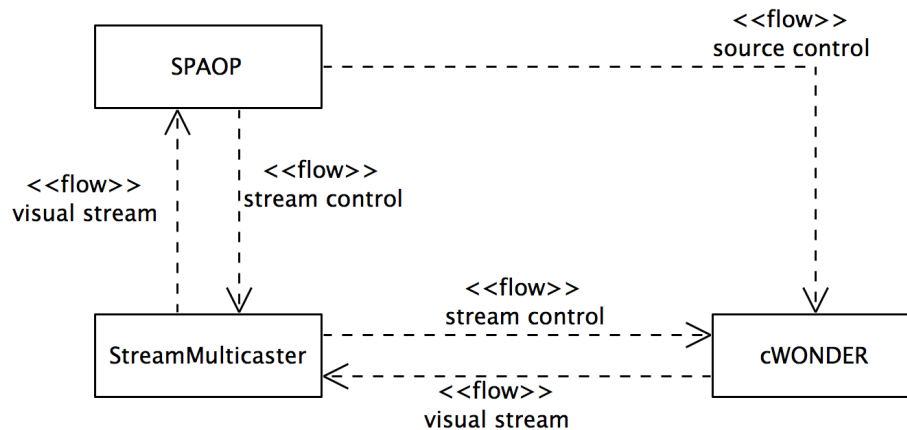 <<flow>>
source control
SPAOP
<<flow>>
visual stream
<<flow>>
stream control
<<flow>>
stream control
StreamMulticaster
cWONDER
<<flow>>
visual stream